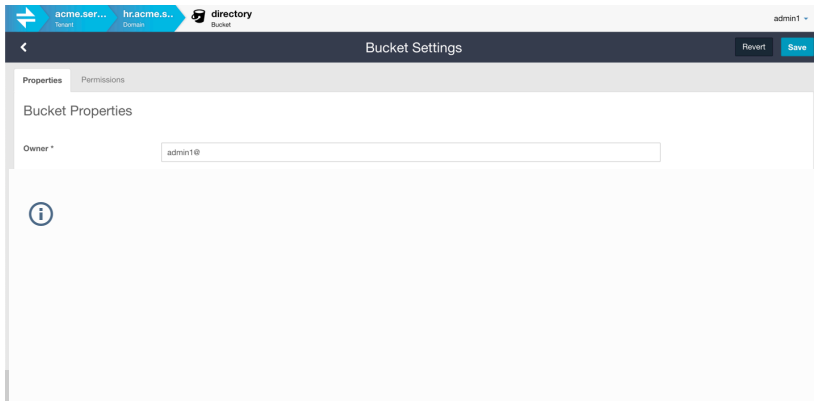 acme.ser... hr.acme.s.. directory
Tenant Domain Bucket
admin1
Bucket Settings
Revert Save
Properties Permissions
Bucket Properties
Owner * admin1@